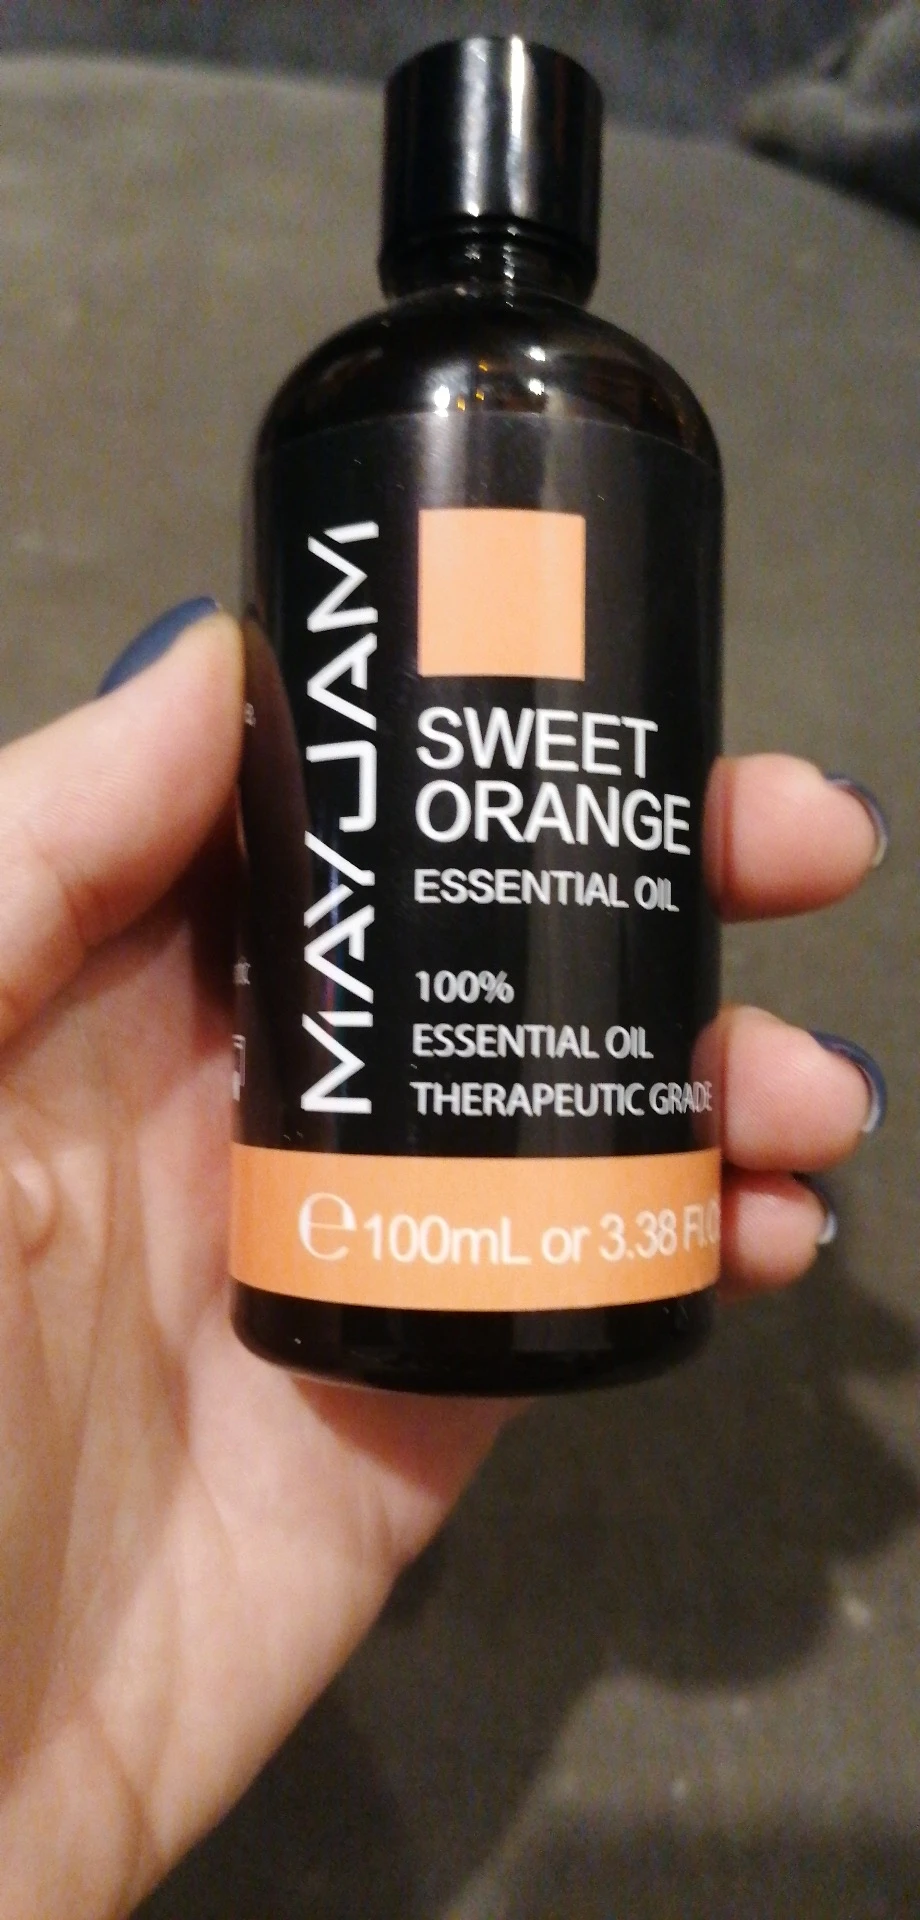 MAYJAM
SWEET
ORANGE
ESSENTIAL OIL
100%
ESSENTIAL OIL
THERAPEUTIC GRADE
℮100mL or 3.38 Fl.